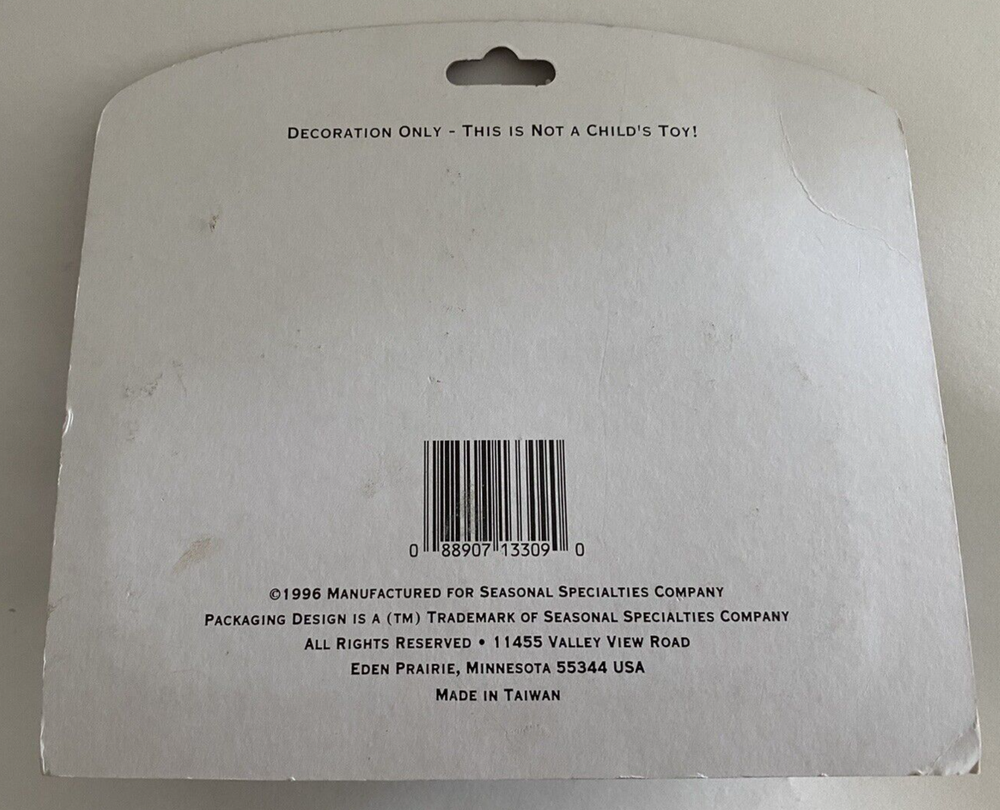 DECORATION ONLY - THIS IS NOT A CHILD'S TOY!
0 88907 13309 0
©1996 MANUFACTURED FOR SEASONAL SPECIALTIES COMPANY
PACKAGING DESIGN IS A (TM) TRADEMARK OF SEASONAL SPECIALTIES COMPANY
ALL RIGHTS RESERVED • 11455 VALLEY VIEW ROAD
EDEN PRAIRIE, MINNESOTA 55344 USA
MADE IN TAIWAN